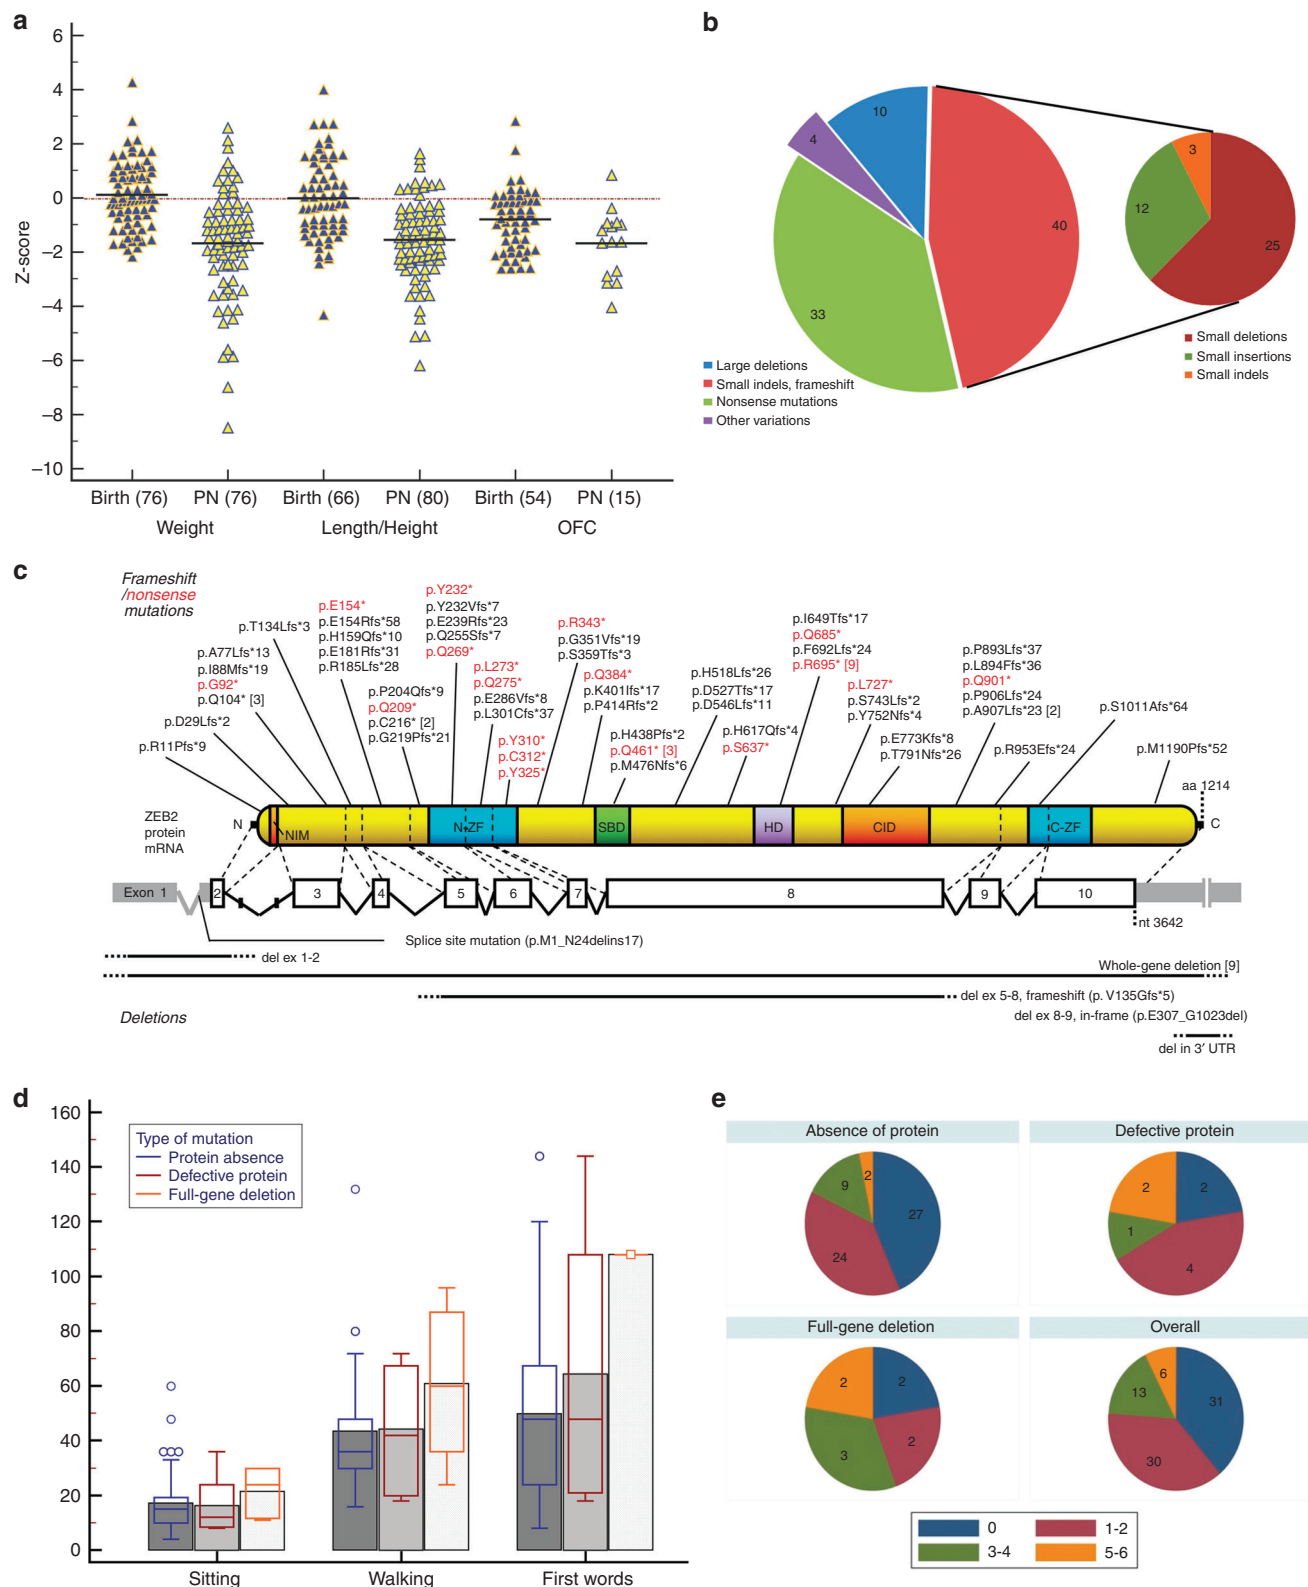 a
6
4
2
0
–2
–4
–6
–8
–10
Z-score
Birth (76) PN (76) Birth (66) PN (80) Birth (54) PN (15)
Weight Length/Height OFC
b
10
4
40
33
3
12
25
Large deletions
Small indels, frameshift
Nonsense mutations
Other variations
Small deletions
Small insertions
Small indels
c
Frameshift
/nonsense
mutations
p.R11Pfs*9
p.D29Lfs*2
p.A77Lfs*13
p.I88Mfs*19
p.G92*
p.Q104* [3]
p.T134Lfs*3
p.E154*
p.E154Rfs*58
p.H159Qfs*10
p.E181Rfs*31
p.R185Lfs*28
p.P204Qfs*9
p.Q209*
p.C216* [2]
p.G219Pfs*21
p.Y232*
p.Y232Vfs*7
p.E239Rfs*23
p.Q255Sfs*7
p.Q269*
p.L273*
p.Q275*
p.E286Vfs*8
p.L301Cfs*37
p.Y310*
p.C312*
p.Y325*
p.R343*
p.G351Vfs*19
p.S359Tfs*3
p.Q384*
p.K401Ifs*17
p.P414Rfs*2
p.H438Pfs*2
p.Q461* [3]
p.M476Nfs*6
p.H518Lfs*26
p.D527Tfs*17
p.D546Lfs*11
p.H617Qfs*4
p.S637*
p.I649Tfs*17
p.Q685*
p.F692Lfs*24
p.R695* [9]
p.L727*
p.S743Lfs*2
p.Y752Nfs*4
p.E773Kfs*8
p.T791Nfs*26
p.P893Lfs*37
p.L894Ffs*36
p.Q901*
p.P906Lfs*24
p.A907Lfs*23 [2]
p.R953Efs*24
p.S1011Afs*64
p.M1190Pfs*52
aa 1214
ZEB2
protein
mRNA
N
NIM
N-ZF
SBD
HD
CID
C-ZF
C
Exon 1 2 3 4 5 6 7 8 9 10
nt 3642
Splice site mutation (p.M1_N24delins17)
del ex 1-2
Whole-gene deletion [9]
del ex 5-8, frameshift (p. V135Gfs*5)
Deletions
del ex 8-9, in-frame (p.E307_G1023del)
del in 3′ UTR
d
160
140
120
100
80
60
40
20
0
Type of mutation
Protein absence
Defective protein
Full-gene deletion
Sitting Walking First words
e
Absence of protein
2
9
27
24
Defective protein
2
2
1
4
Full-gene deletion
2
2
3
2
Overall
6
13
31
30
0 1-2
3-4 5-6